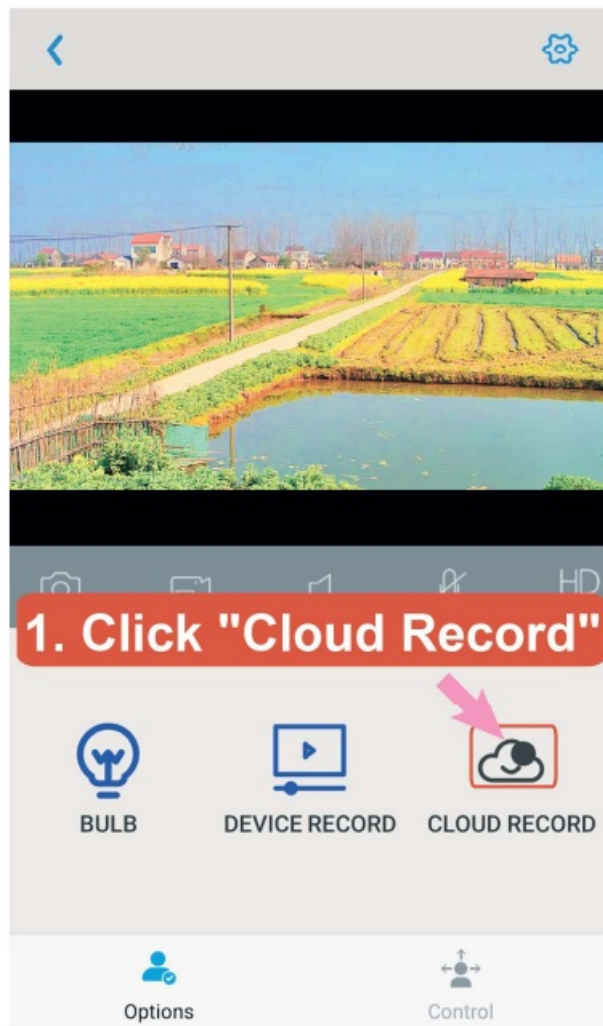 HD
1. Click "Cloud Record"
BULB
DEVICE RECORD
CLOUD RECORD
Options
Control